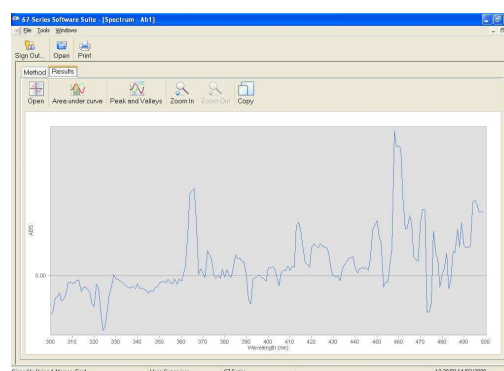 67-Series Software Suite - [Spectrum - Ab1]
File Tools Windows
Sign Out... Open Print
Method Results
Open Area under curve Peak and Valleys Zoom In Zoom Out Copy
ABS
0.00
300 310 320 330 340 350 360 370 380 390 400 410 420 430 440 450 460 470 480 490 500
Wavelength (nm)